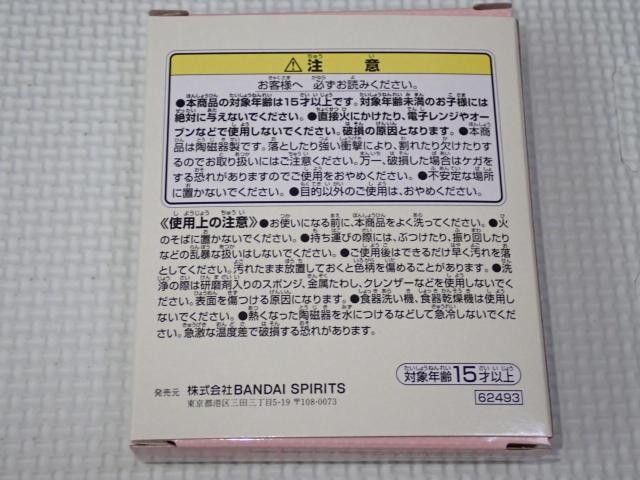 ⚠注意
お客様へ 必ずお読みください。
●本商品の対象年齢は15才以上です。対象年齢未満のお子様には
絶対に与えないでください。●直接火にかけたり、電子レンジやオー
ブンなどで使用しないでください。破損の原因となります。●本商
品は陶磁器製です。落としたり強い衝撃により、割れたり欠けたりす
るのでお取り扱いにはご注意ください。万一、破損した場合はケガを
する恐れがありますのでご使用をおやめください。●不安定な場所
に置かないでください。●目的以外のご使用は、おやめください。
《使用上の注意》●お使いになる前に、本商品をよく洗ってください。●火
のそばに置かないでください。●持ち運びの際には、ぶつけたり、振り回したり
などの乱暴な扱いはしないでください。●ご使用後はできるだけ早く汚れを落
としてください。汚れたまま放置しておくと色柄を傷めることがあります。●洗
浄の際は研磨剤入りのスポンジ、金属たわし、クレンザーなどを使用しないでく
ださい。表面を傷つける原因になります。●食器洗い機、食器乾燥機は使用し
ないでください。●熱くなった陶磁器を水につけるなどして急冷しないでくだ
さい。急激な温度差で破損する恐れがあります。
対象年齢15才以上
発売元 株式会社BANDAI SPIRITS
東京都港区三田三丁目5-19 〒108-0073
62493